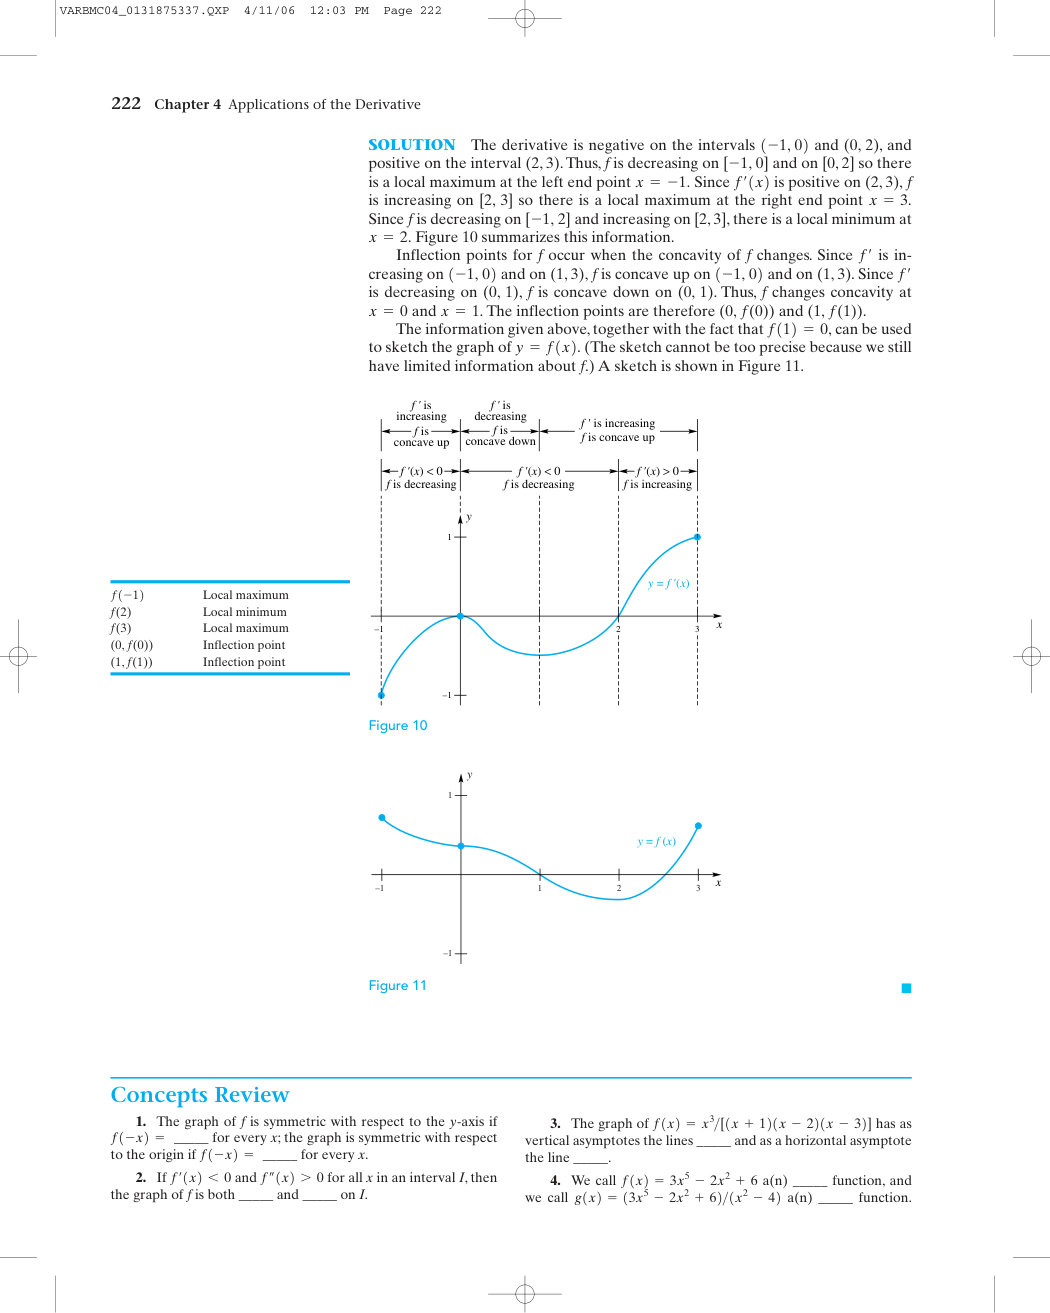 VARBMC04_0131875337.QXP 4/11/06 12:03 PM Page 222
222 Chapter 4 Applications of the Derivative
SOLUTION The derivative is negative on the intervals (−1, 0) and (0, 2), and
positive on the interval (2, 3). Thus, f is decreasing on [−1, 0] and on [0, 2] so there
is a local maximum at the left end point x = −1. Since f′(x) is positive on (2, 3), f
is increasing on [2, 3] so there is a local maximum at the right end point x = 3.
Since f is decreasing on [−1, 2] and increasing on [2, 3], there is a local minimum at
x = 2. Figure 10 summarizes this information.
Inflection points for f occur when the concavity of f changes. Since f′ is in-
creasing on (−1, 0) and on (1, 3), f is concave up on (−1, 0) and on (1, 3). Since f′
is decreasing on (0, 1), f is concave down on (0, 1). Thus, f changes concavity at
x = 0 and x = 1. The inflection points are therefore (0, f(0)) and (1, f(1)).
The information given above, together with the fact that f(1) = 0, can be used
to sketch the graph of y = f(x). (The sketch cannot be too precise because we still
have limited information about f.) A sketch is shown in Figure 11.
f′ is
increasing
f is
concave up
f′ is
decreasing
f is
concave down
f′ is increasing
f is concave up
f′(x) < 0
f is decreasing
f′(x) < 0
f is decreasing
f′(x) > 0
f is increasing
y
1
y = f′(x)
–1
1
2
3
x
–1
f(−1) Local maximum
f(2) Local minimum
f(3) Local maximum
(0, f(0)) Inflection point
(1, f(1)) Inflection point
Figure 10
y
1
y = f(x)
–1
1
2
3
x
–1
Figure 11
Concepts Review
1. The graph of f is symmetric with respect to the y-axis if
f(−x) = _____ for every x; the graph is symmetric with respect
to the origin if f(−x) = _____ for every x.
2. If f′(x) < 0 and f″(x) > 0 for all x in an interval I, then
the graph of f is both _____ and _____ on I.
3. The graph of f(x) = x³/[(x + 1)(x − 2)(x − 3)] has as
vertical asymptotes the lines _____ and as a horizontal asymptote
the line _____.
4. We call f(x) = 3x⁵ − 2x² + 6 a(n) _____ function, and
we call g(x) = (3x⁵ − 2x² + 6)/(x² − 4) a(n) _____ function.